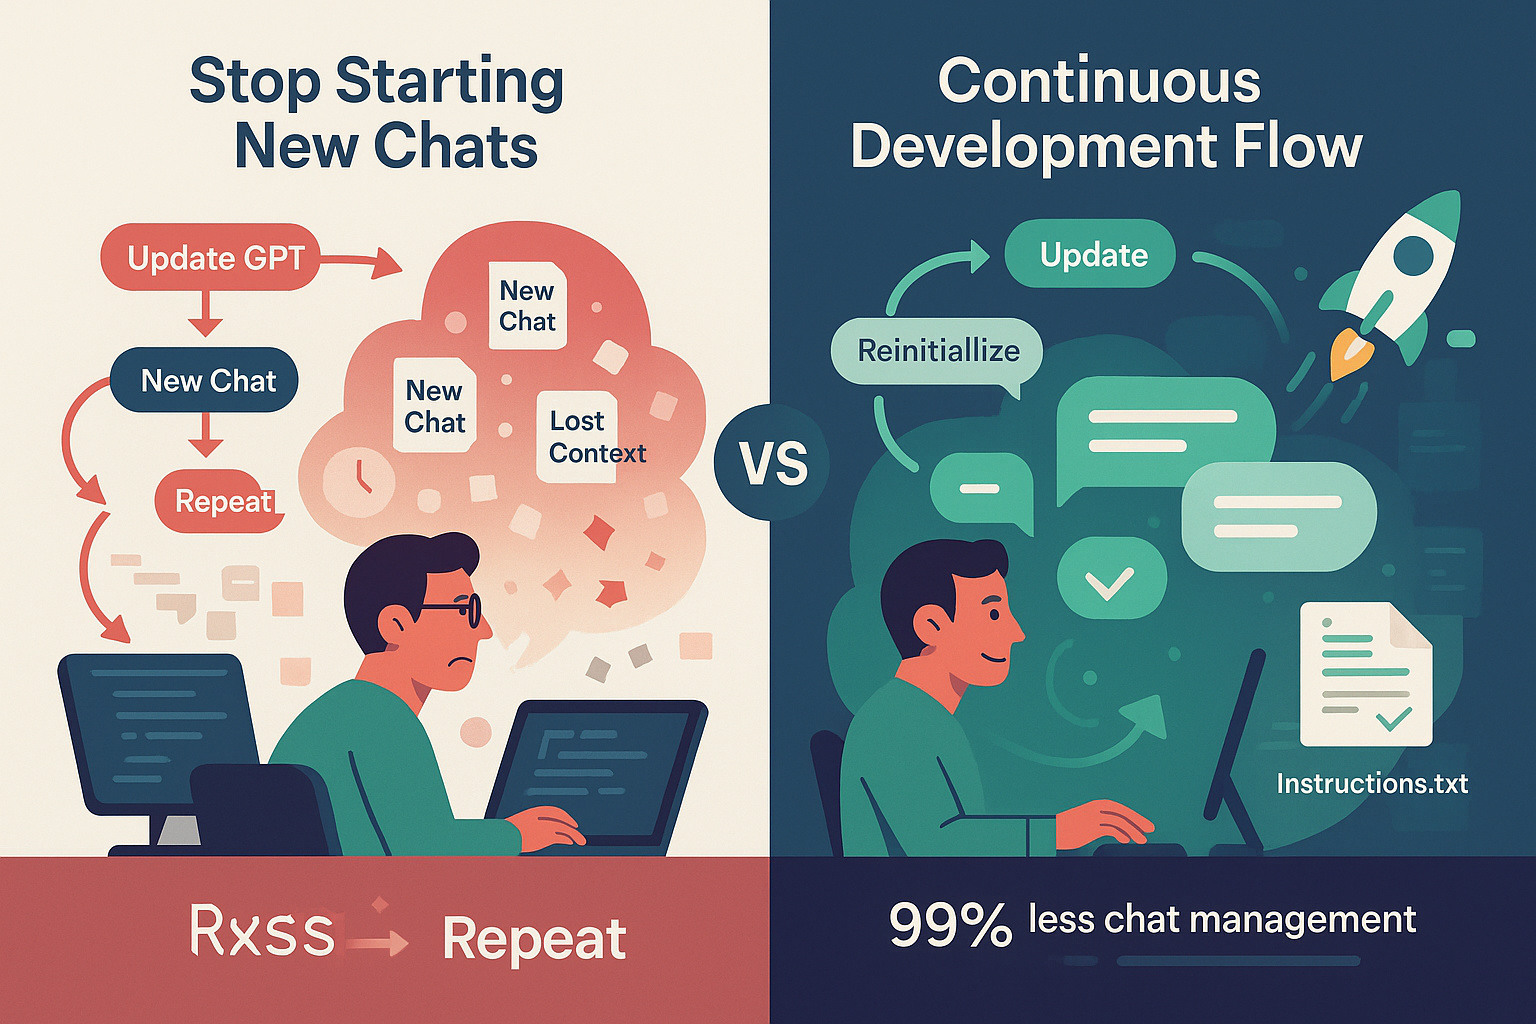 Stop Starting
New Chats
Update GPT
New Chat
Repeat
New
Chat
New
Chat
Lost
Context
Rxss
Repeat
VS
Continuous
Development Flow
Update
Reinitiallize
Instructions.txt
99% less chat management